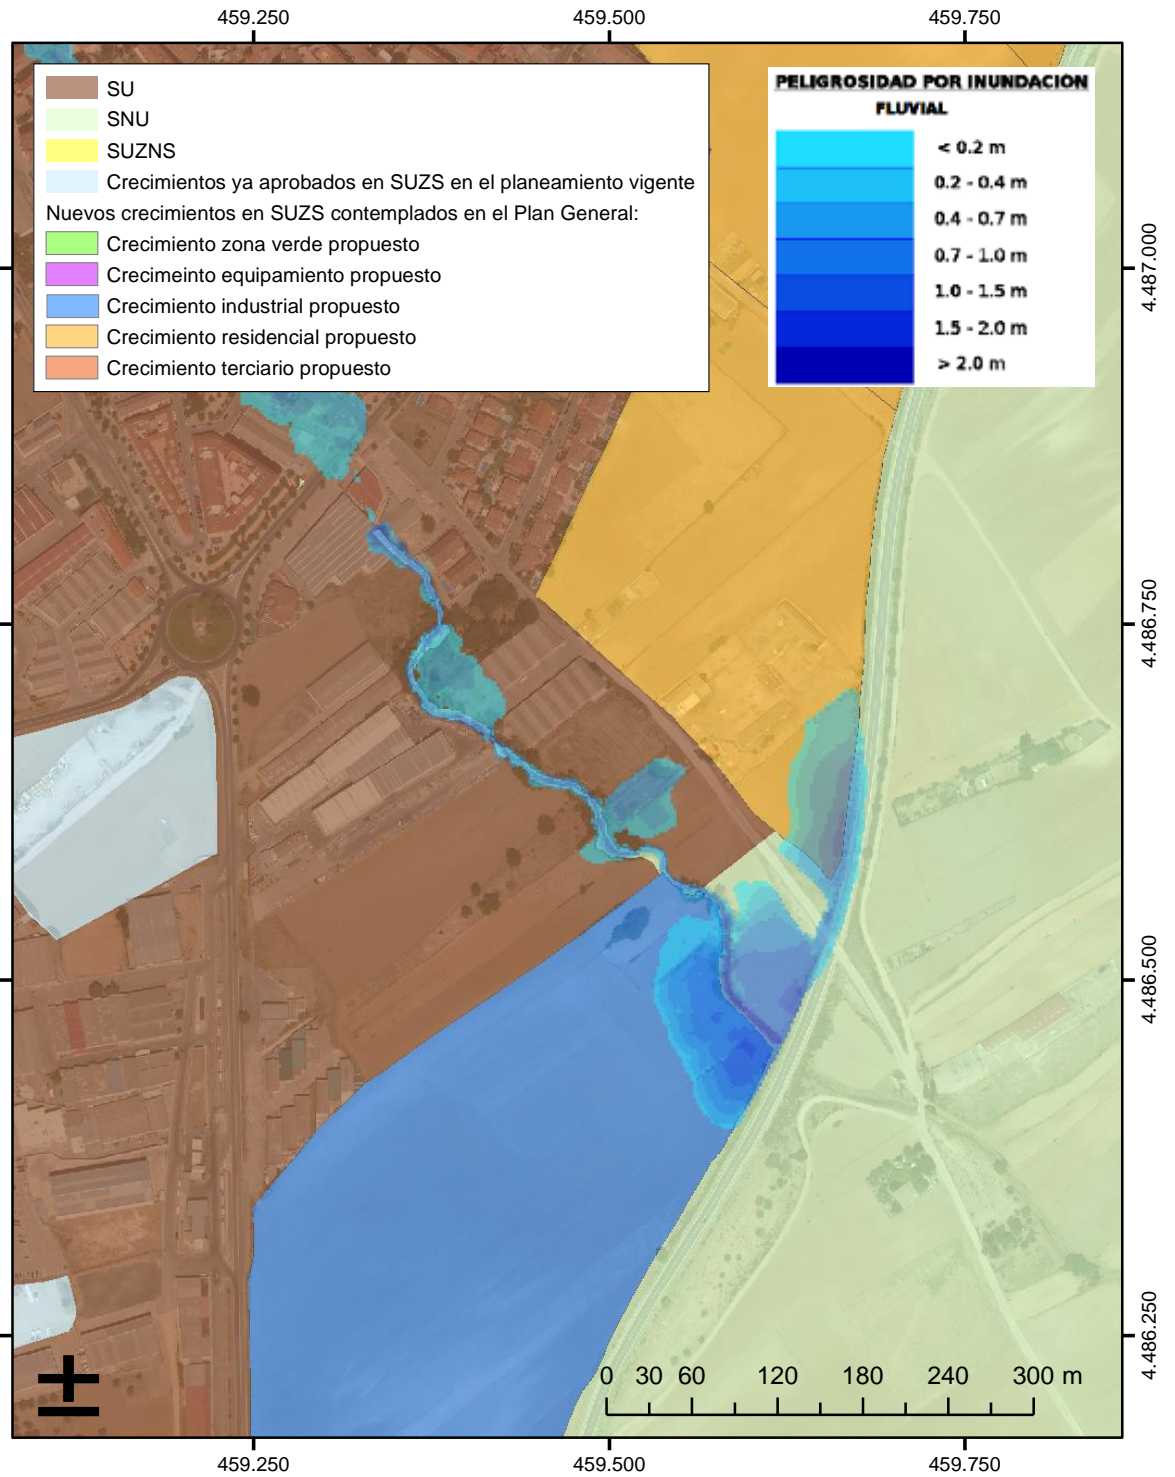 459.250 459.500 459.750
SU
SNU
SUZNS
Crecimientos ya aprobados en SUZS en el planeamiento vigente
Nuevos crecimientos en SUZS contemplados en el Plan General:
Crecimiento zona verde propuesto
Crecimeinto equipamiento propuesto
Crecimiento industrial propuesto
Crecimiento residencial propuesto
Crecimiento terciario propuesto
PELIGROSIDAD POR INUNDACIÓN
FLUVIAL
< 0.2 m
0.2 - 0.4 m
0.4 - 0.7 m
0.7 - 1.0 m
1.0 - 1.5 m
1.5 - 2.0 m
> 2.0 m
4.487.000
4.486.750
4.486.500
4.486.250
0 30 60 120 180 240 300 m
459.250 459.500 459.750